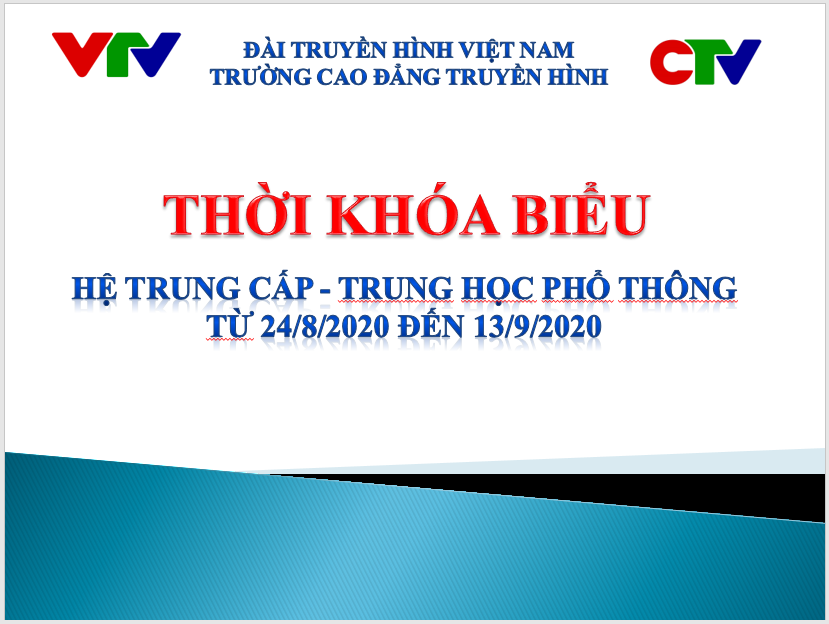 VTV
ĐÀI TRUYỀN HÌNH VIỆT NAM
TRƯỜNG CAO ĐẲNG TRUYỀN HÌNH
CTV
THỜI KHÓA BIỂU
HỆ TRUNG CẤP - TRUNG HỌC PHỔ THÔNG
TỪ 24/8/2020 ĐẾN 13/9/2020